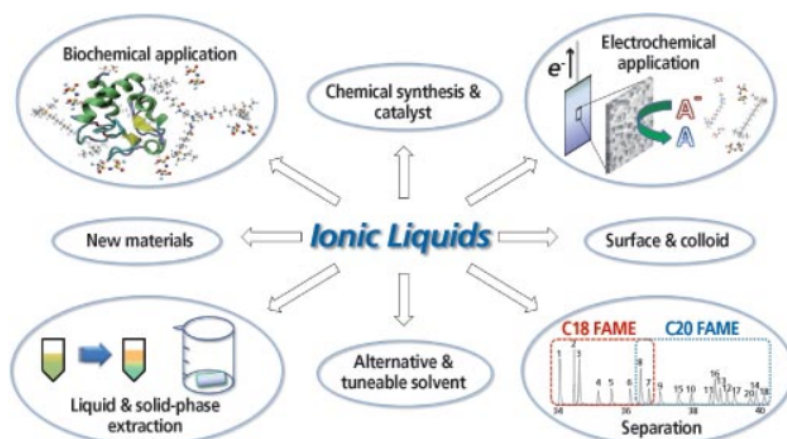 Biochemical application
Chemical synthesis &
catalyst
Electrochemical
application
e-
A-
A
New materials
Ionic Liquids
Surface & colloid
Liquid & solid-phase
extraction
Alternative &
tuneable solvent
C18 FAME
C20 FAME
1
2
3
4
5
6
8
7
9
15
10
11
16
13
12
17
20
14
18
34
36
38
40
Separation